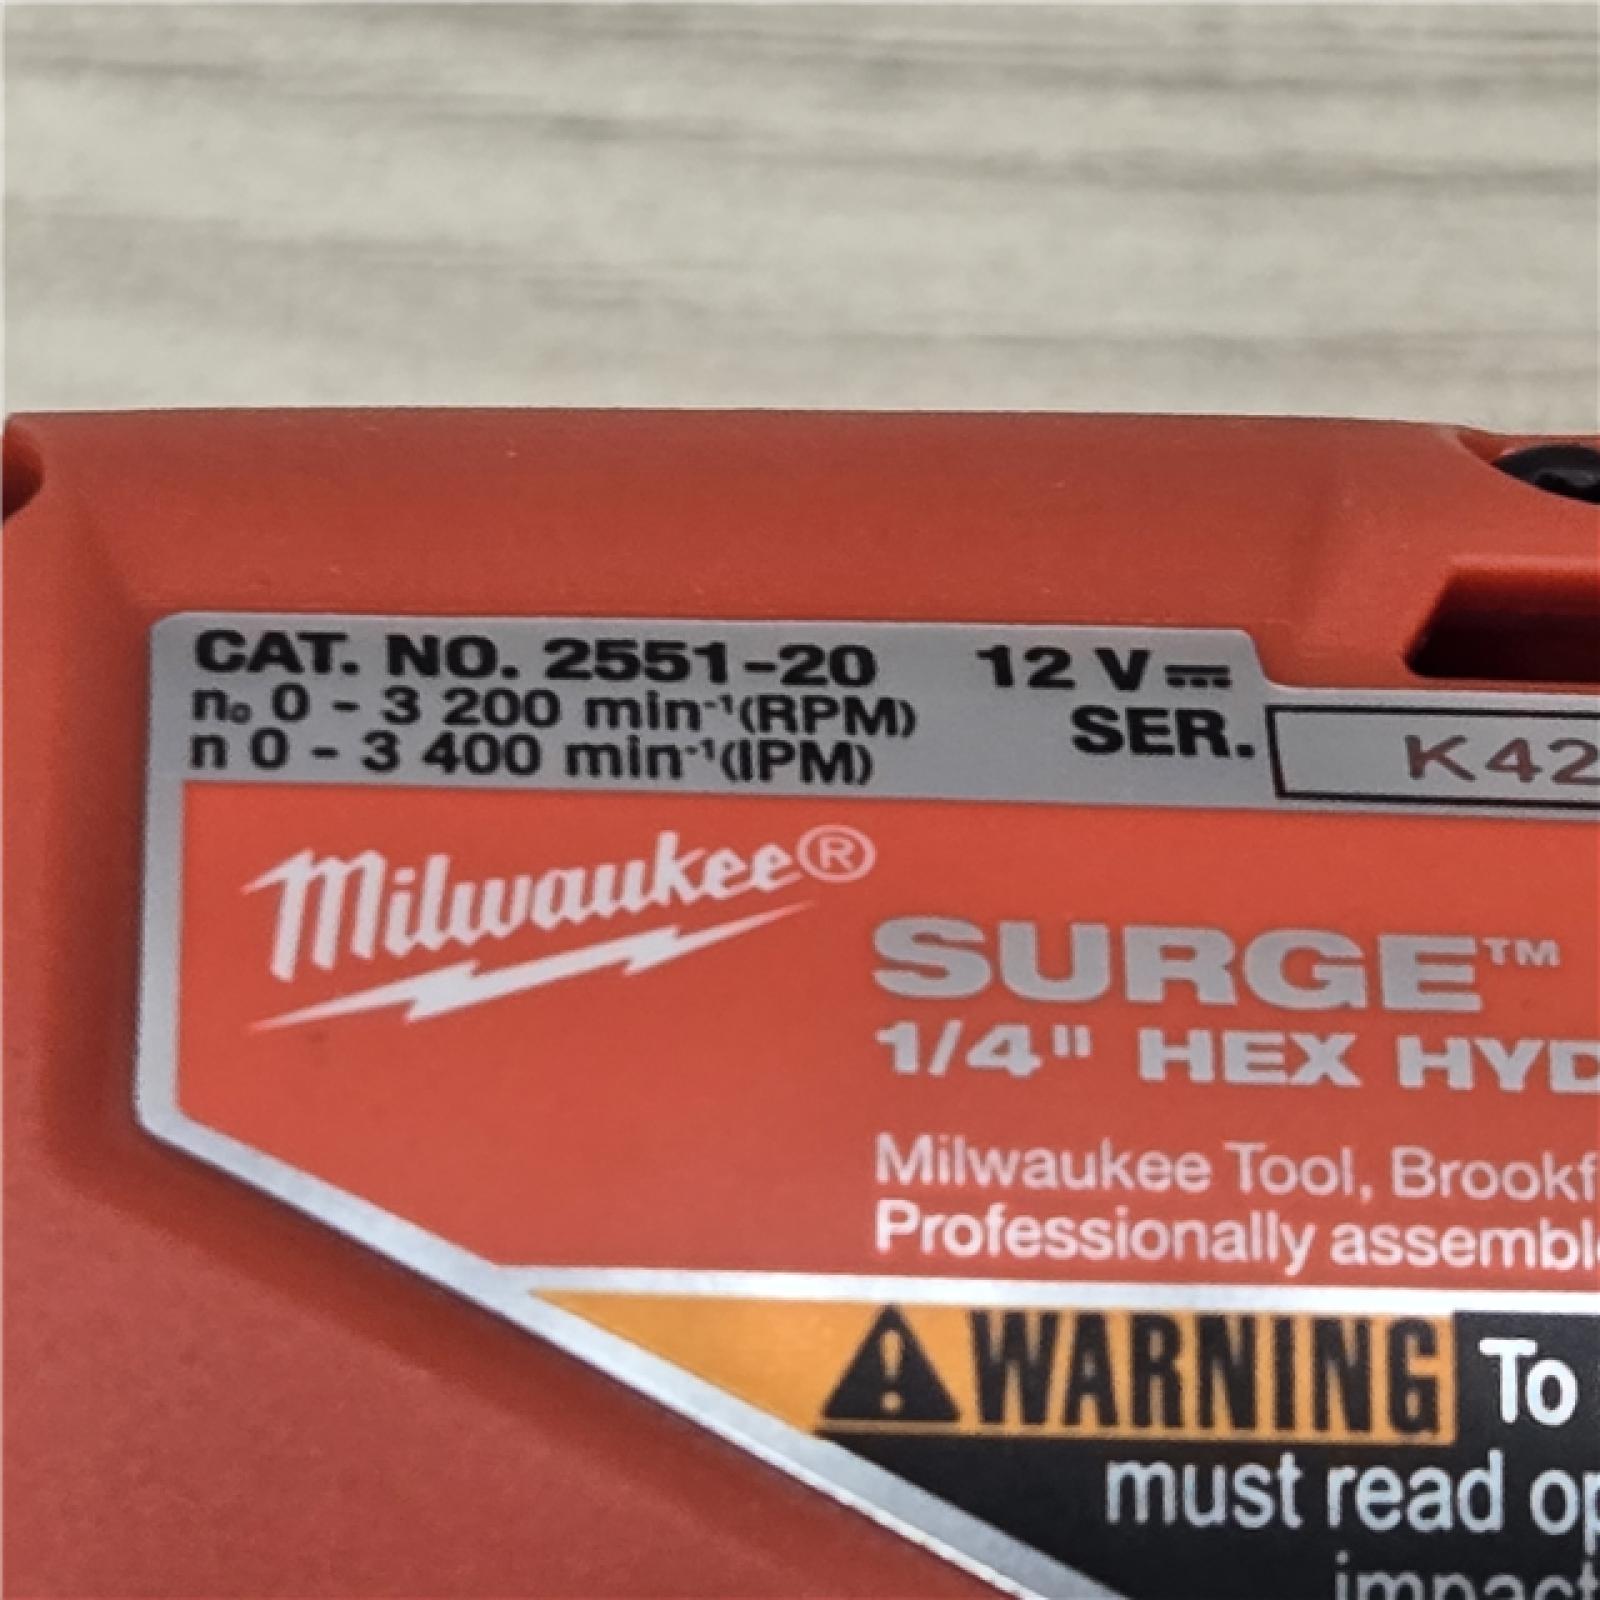 CAT. NO. 2551-20 12 V⎓
n₀ 0 - 3 200 min⁻¹(RPM) SER. K42
n 0 - 3 400 min⁻¹(IPM)
Milwaukee®
SURGE™
1/4" HEX HYD
Milwaukee Tool, Brookf
Professionally assembl
WARNING To
must read op
impact